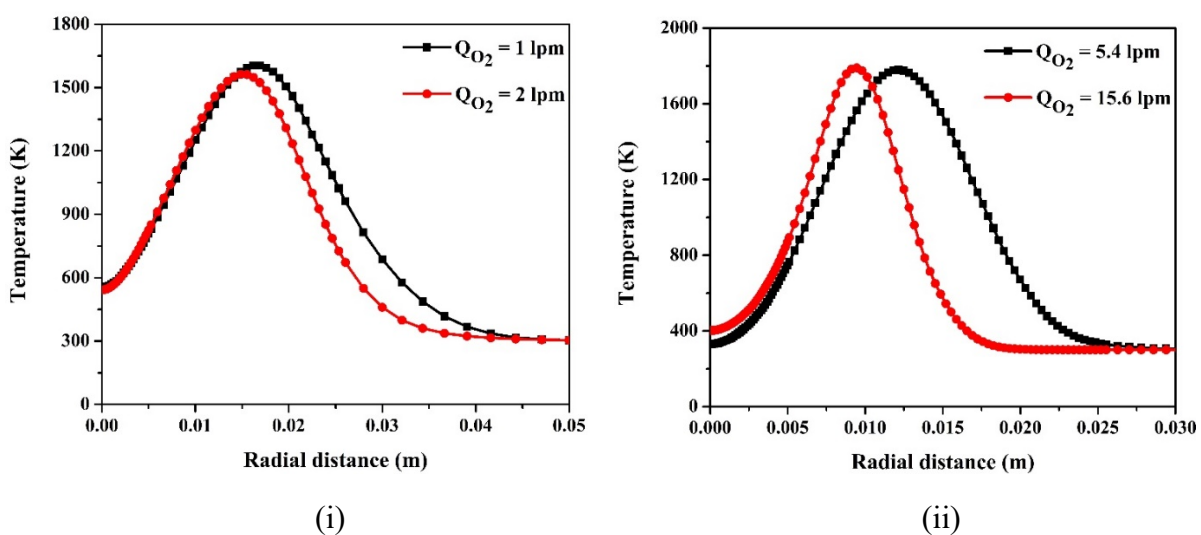 1800
1500
1200
900
600
300
0
Temperature (K)
Q_O2 = 1 lpm
Q_O2 = 2 lpm
0.00 0.01 0.02 0.03 0.04 0.05
Radial distance (m)
(i)
2000
1600
1200
800
400
0
Temperature (K)
Q_O2 = 5.4 lpm
Q_O2 = 15.6 lpm
0.000 0.005 0.010 0.015 0.020 0.025 0.030
Radial distance (m)
(ii)